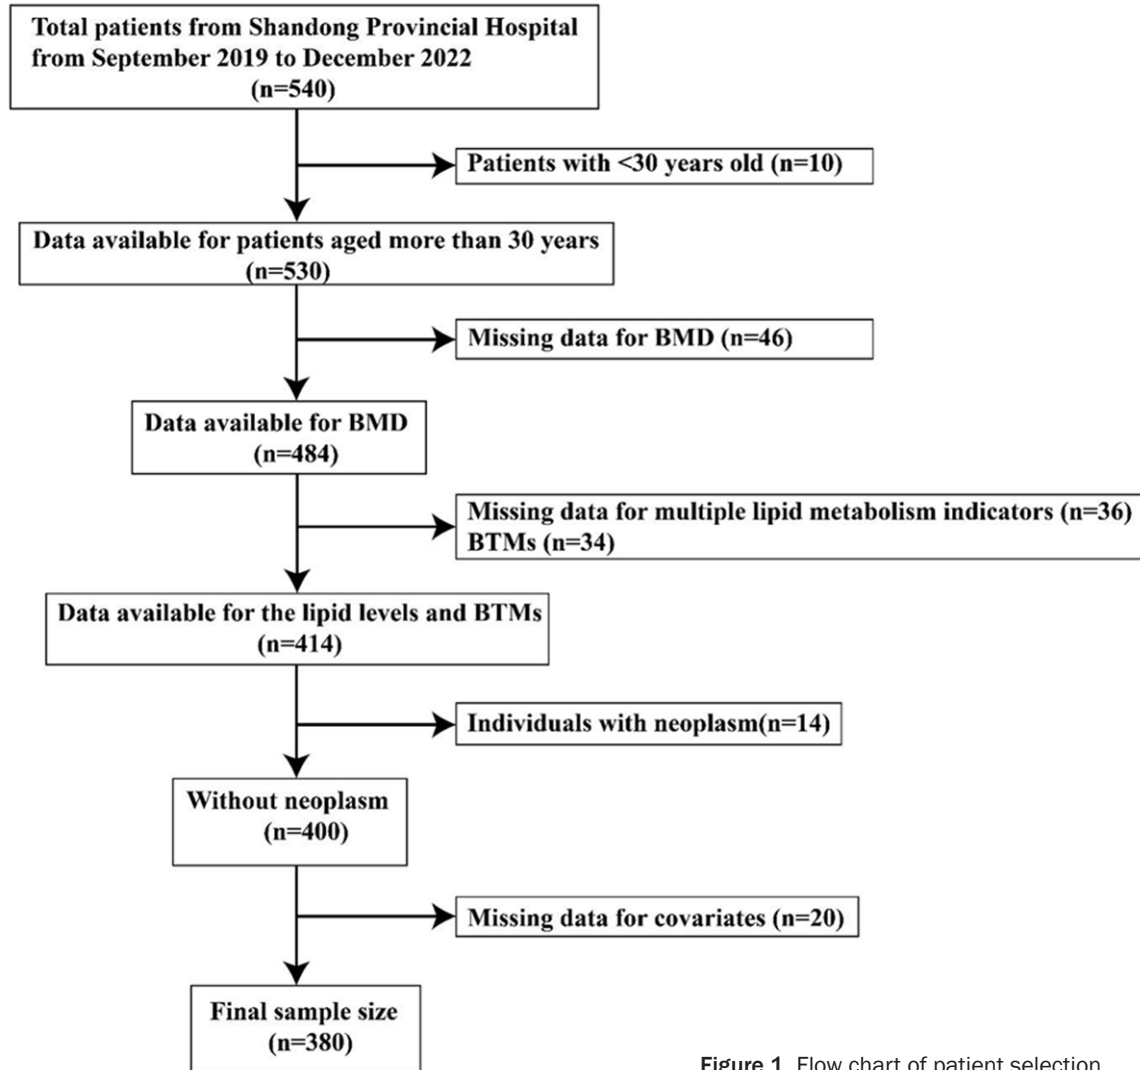 Total patients from Shandong Provincial Hospital
from September 2019 to December 2022
(n=540)
Patients with <30 years old (n=10)
Data available for patients aged more than 30 years
(n=530)
Missing data for BMD (n=46)
Data available for BMD
(n=484)
Missing data for multiple lipid metabolism indicators (n=36)
BTMs (n=34)
Data available for the lipid levels and BTMs
(n=414)
Individuals with neoplasm(n=14)
Without neoplasm
(n=400)
Missing data for covariates (n=20)
Final sample size
(n=380)
Figure 1. Flow chart of patient selection